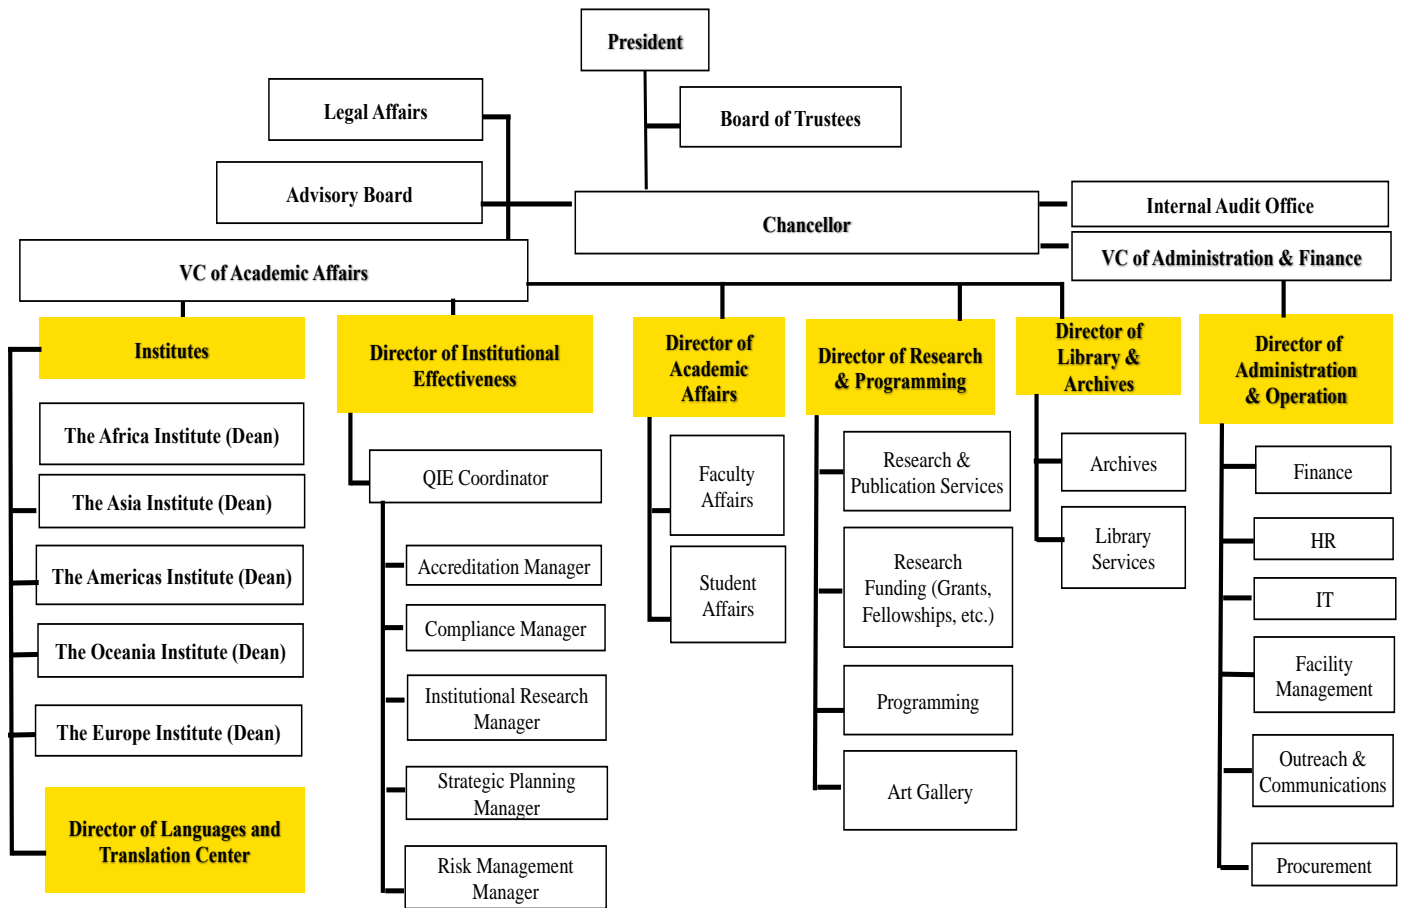 President
Legal Affairs
Board of Trustees
Advisory Board
Chancellor
Internal Audit Office
VC of Academic Affairs
VC of Administration & Finance
Institutes
The Africa Institute (Dean)
The Asia Institute (Dean)
The Americas Institute (Dean)
The Oceania Institute (Dean)
The Europe Institute (Dean)
Director of Languages and
Translation Center
Director of Institutional
Effectiveness
QIE Coordinator
Accreditation Manager
Compliance Manager
Institutional Research
Manager
Strategic Planning
Manager
Risk Management
Manager
Director of
Academic
Affairs
Faculty
Affairs
Student
Affairs
Director of Research
& Programming
Research &
Publication Services
Research
Funding (Grants,
Fellowships, etc.)
Programming
Art Gallery
Director of
Library &
Archives
Archives
Library
Services
Director of
Administration
& Operation
Finance
HR
IT
Facility
Management
Outreach &
Communications
Procurement